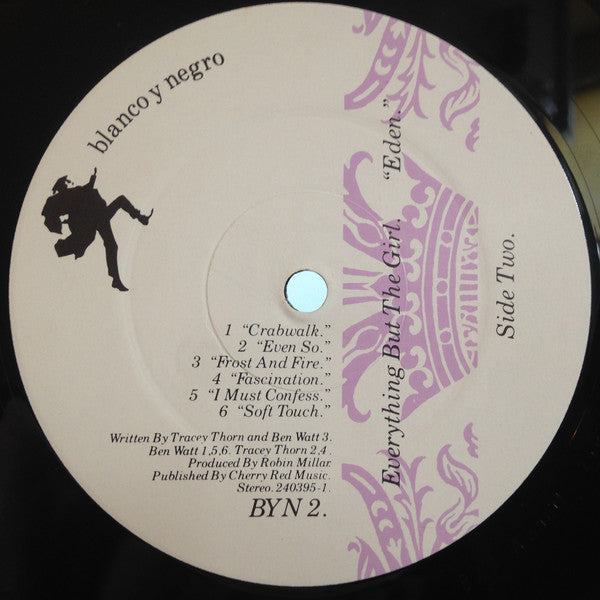 blanco y negro
Everything But The Girl. "Eden."
Side Two.
1 "Crabwalk."
2 "Even So."
3 "Frost And Fire."
4 "Fascination."
5 "I Must Confess."
6 "Soft Touch."
Written By Tracey Thorn and Ben Watt 3.
Ben Watt 1,5,6. Tracey Thorn 2,4.
Produced By Robin Millar.
Published By Cherry Red Music.
Stereo. 240395-1.
BYN 2.